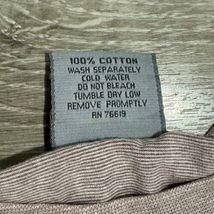 100% COTTON
WASH SEPARATELY
COLD WATER
DO NOT BLEACH
TUMBLE DRY LOW
REMOVE PROMPTLY
RN 76619